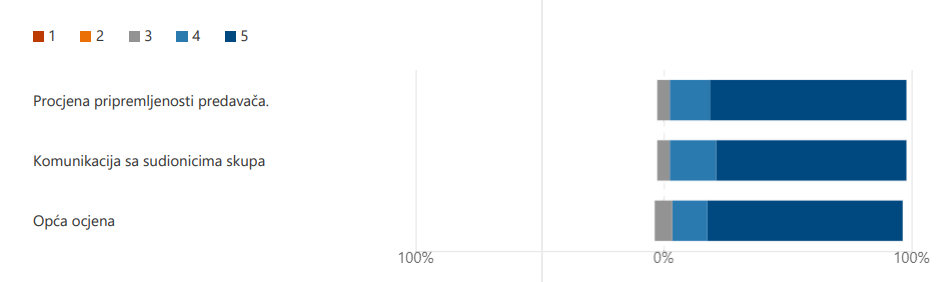 1 2 3 4 5
Procjena pripremljenosti predavača.
Komunikacija sa sudionicima skupa
Opća ocjena
100% 0% 100%